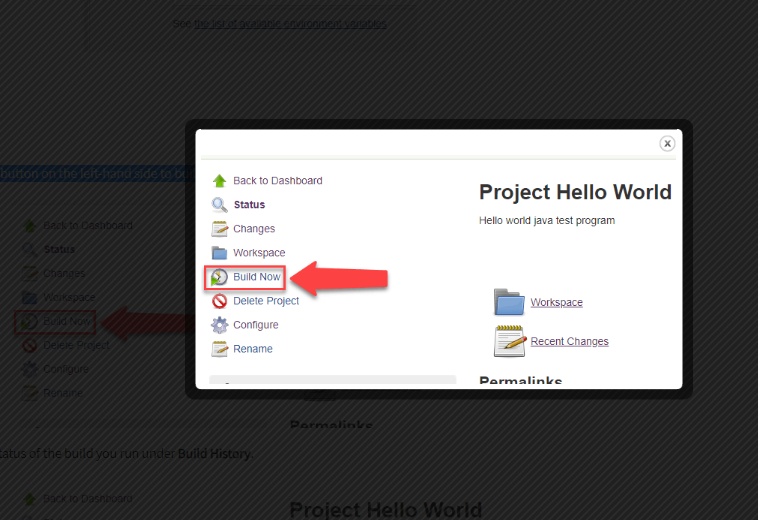 See the list of available environment variables
button on the left-hand side to bu
Back to Dashboard
Status
Changes
Workspace
Build Now
Delete Project
Configure
Rename
Permalinks
x
Back to Dashboard
Status
Changes
Workspace
Build Now
Delete Project
Configure
Rename
Project Hello World
Hello world java test program
Workspace
Recent Changes
Permalinks
tatus of the build you run under Build History.
Back to Dashboard
Project Hello World